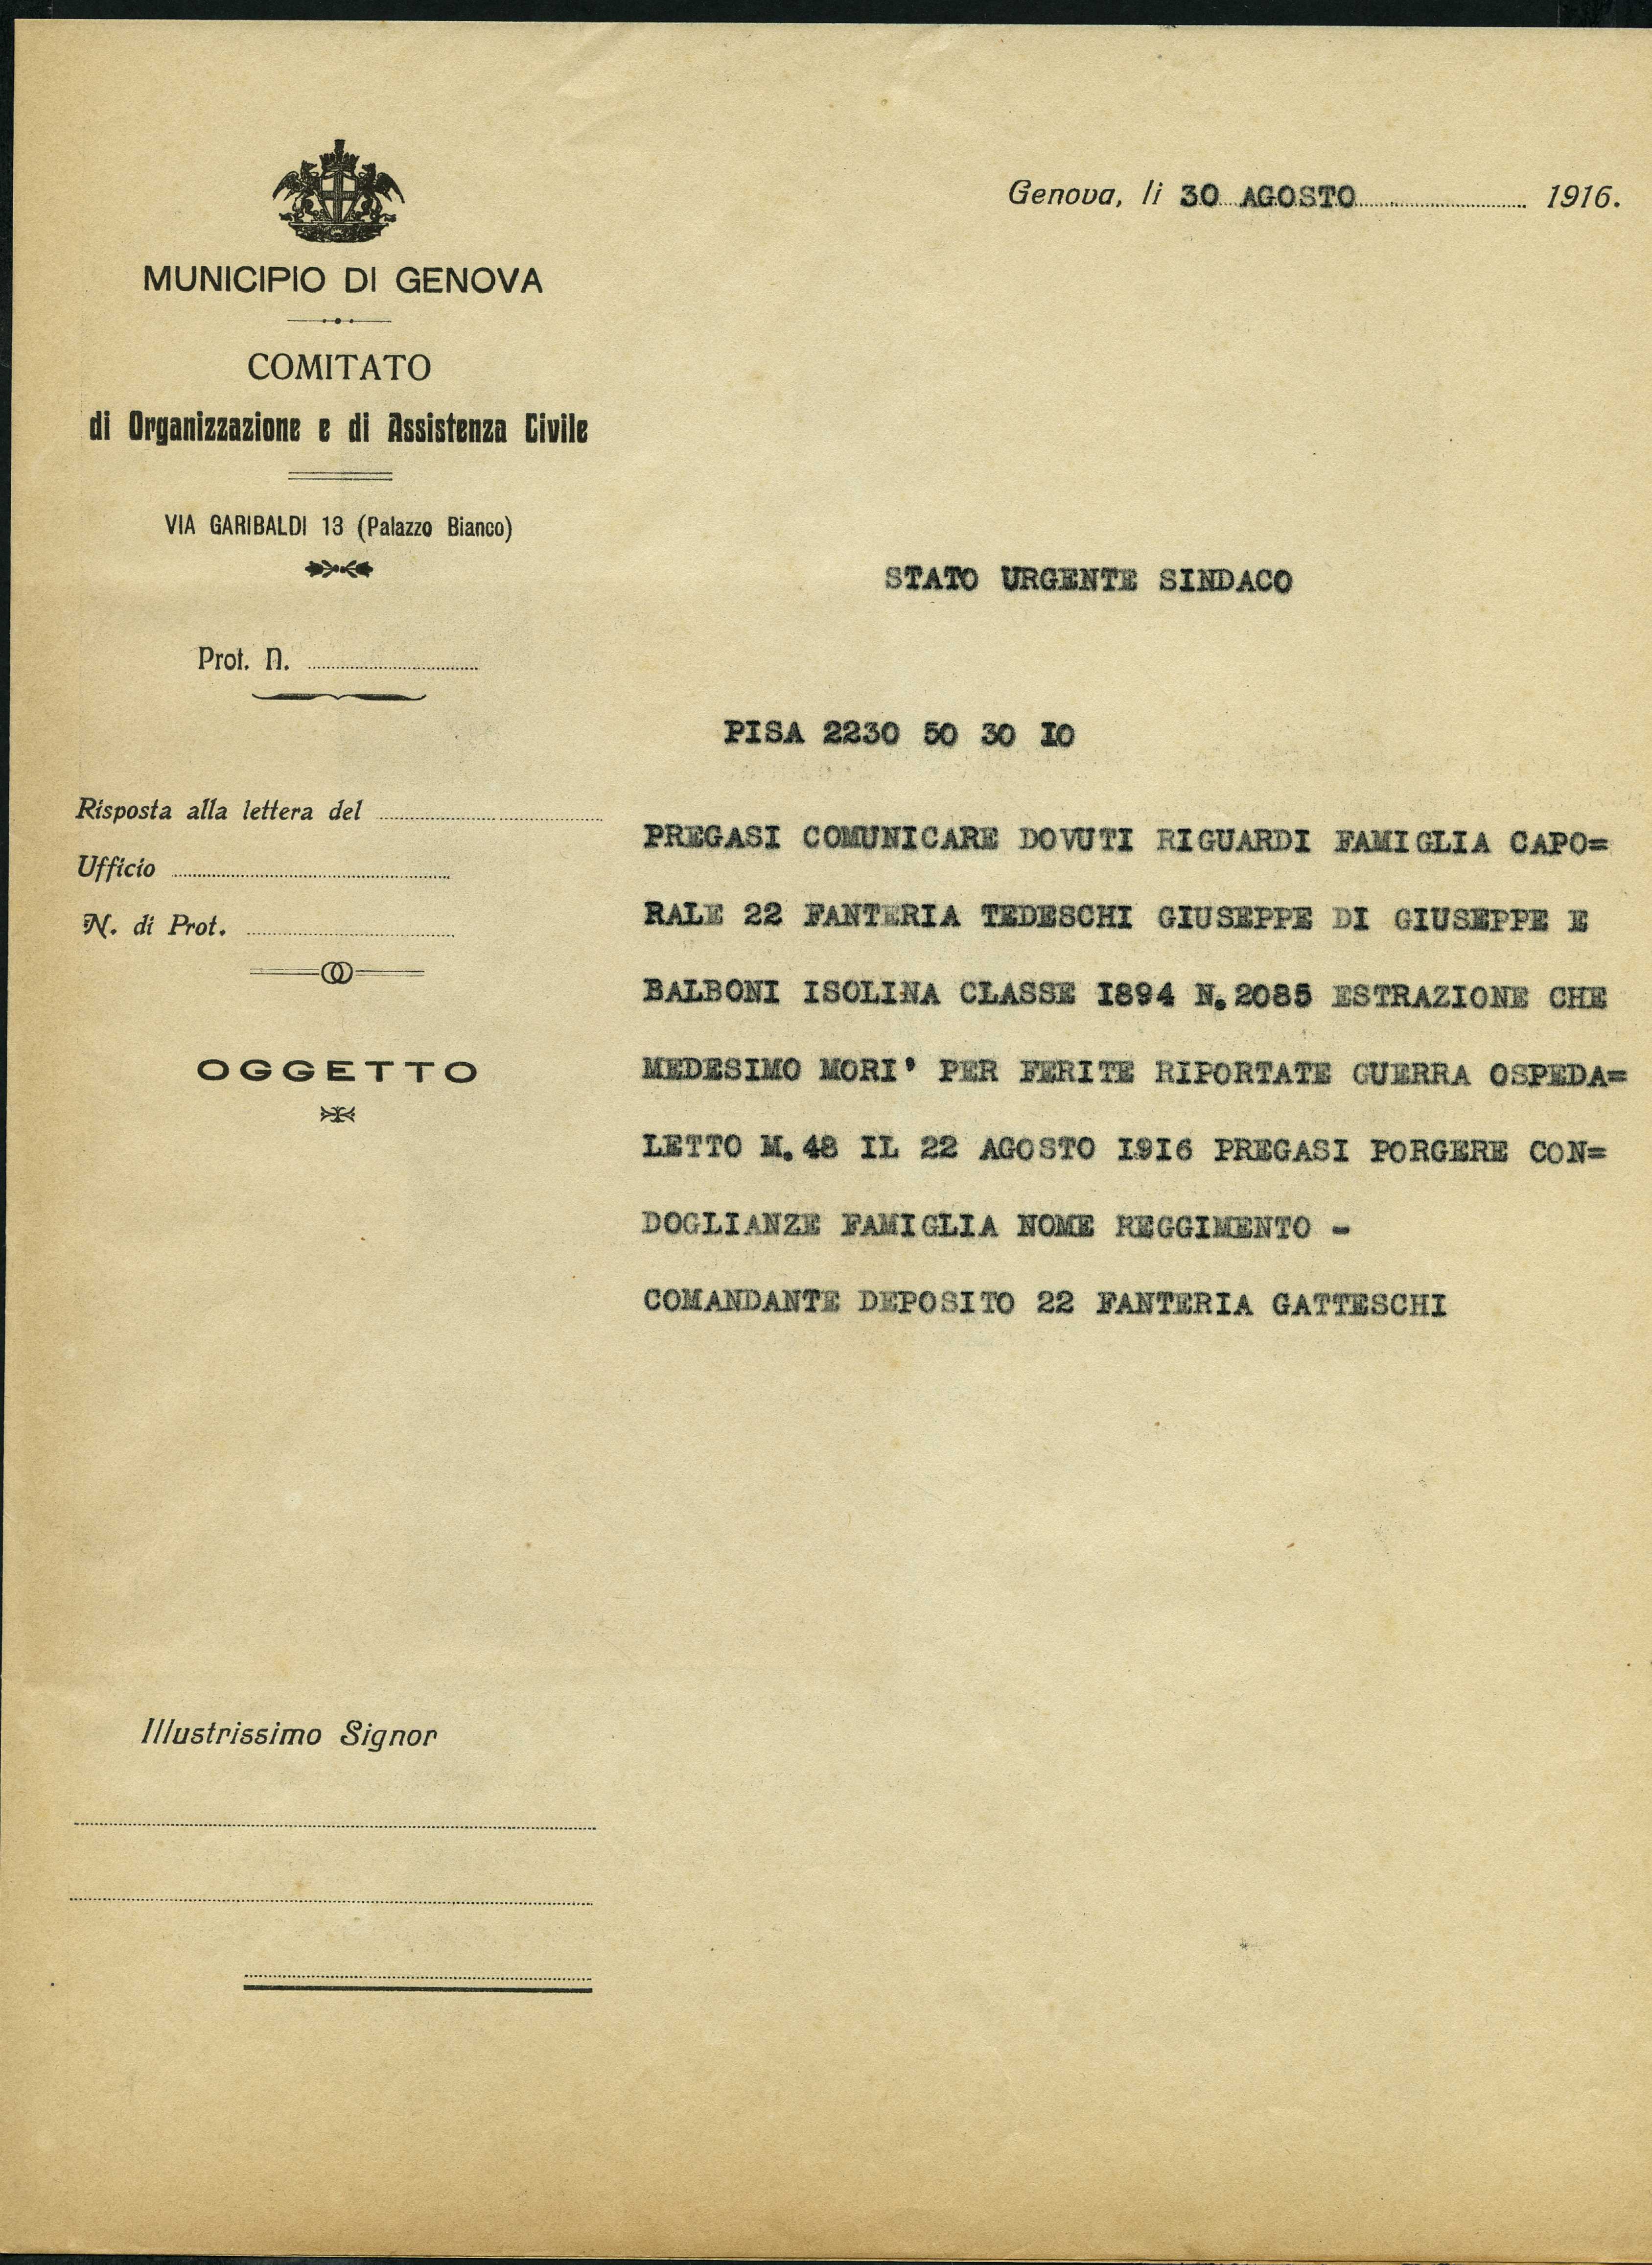 Genova, li 30 AGOSTO 1916.
MUNICIPIO DI GENOVA
COMITATO
di Organizzazione e di Assistenza Civile
VIA GARIBALDI 13 (Palazzo Bianco)
Prot. N.
Risposta alla lettera del
Ufficio
N. di Prot.
OGGETTO
Illustrissimo Signor
STATO URGENTE SINDACO
PISA 2230 50 30 IO
PREGASI COMUNICARE DOVUTI RIGUARDI FAMIGLIA CAPO=
RALE 22 FANTERIA TEDESCHI GIUSEPPE DI GIUSEPPE E
BALBONI ISOLINA CLASSE I894 N.2085 ESTRAZIONE CHE
MEDESIMO MORI' PER FERITE RIPORTATE GUERRA OSPEDA=
LETTO M.48 IL 22 AGOSTO I9I6 PREGASI PORGERE CON=
DOGLIANZE FAMIGLIA NOME REGGIMENTO -
COMANDANTE DEPOSITO 22 FANTERIA GATTESCHI